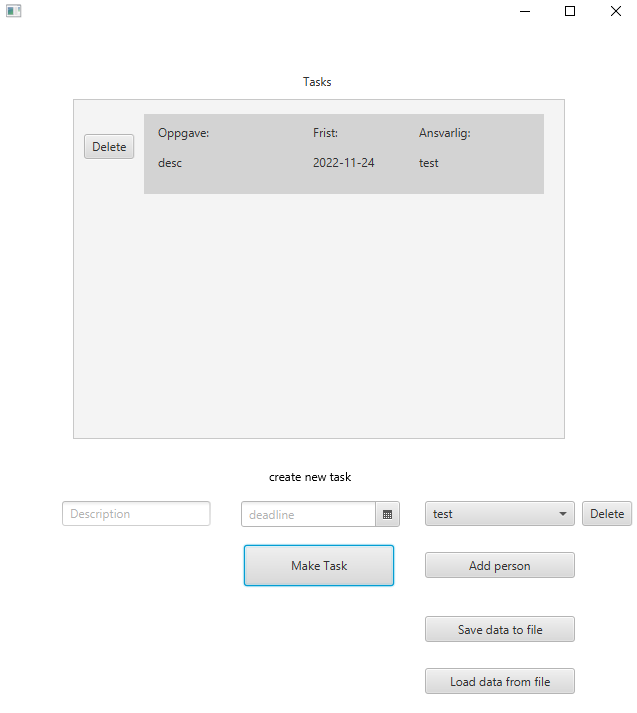 Tasks
Delete
Oppgave: Frist: Ansvarlig:
desc 2022-11-24 test
create new task
Description deadline test Delete
Make Task Add person
Save data to file
Load data from file